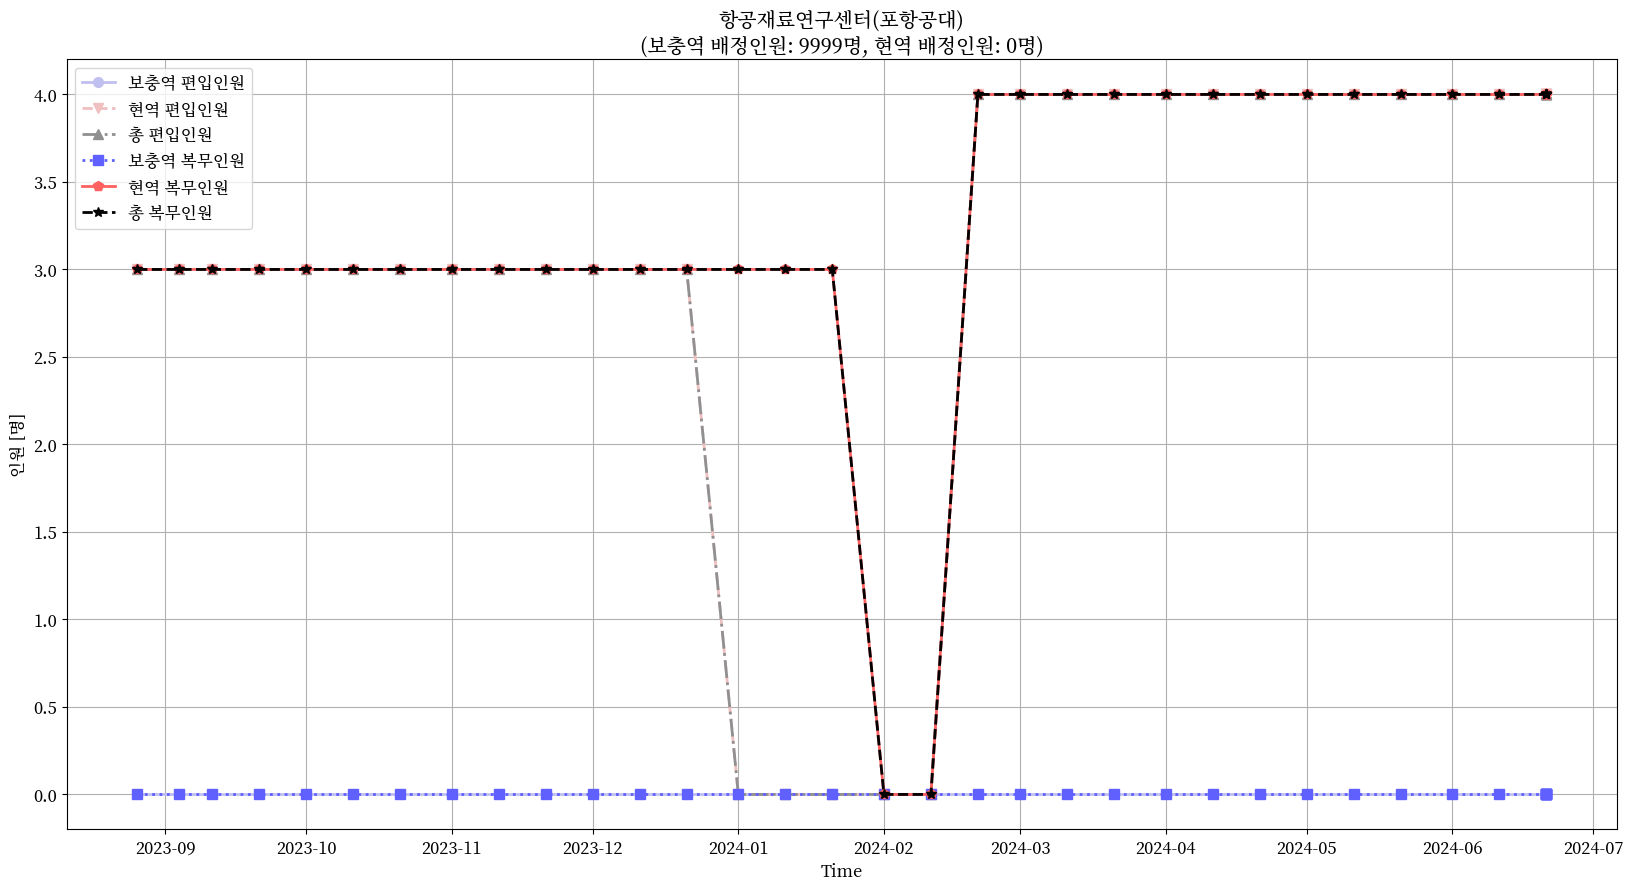 항공재료연구센터(포항공대)
(보충역 배정인원: 9999명, 현역 배정인원: 0명)
보충역 편입인원
현역 편입인원
총 편입인원
보충역 복무인원
현역 복무인원
총 복무인원
4.0
3.5
3.0
2.5
2.0
1.5
1.0
0.5
0.0
인원 [명]
2023-09
2023-10
2023-11
2023-12
2024-01
2024-02
2024-03
2024-04
2024-05
2024-06
2024-07
Time